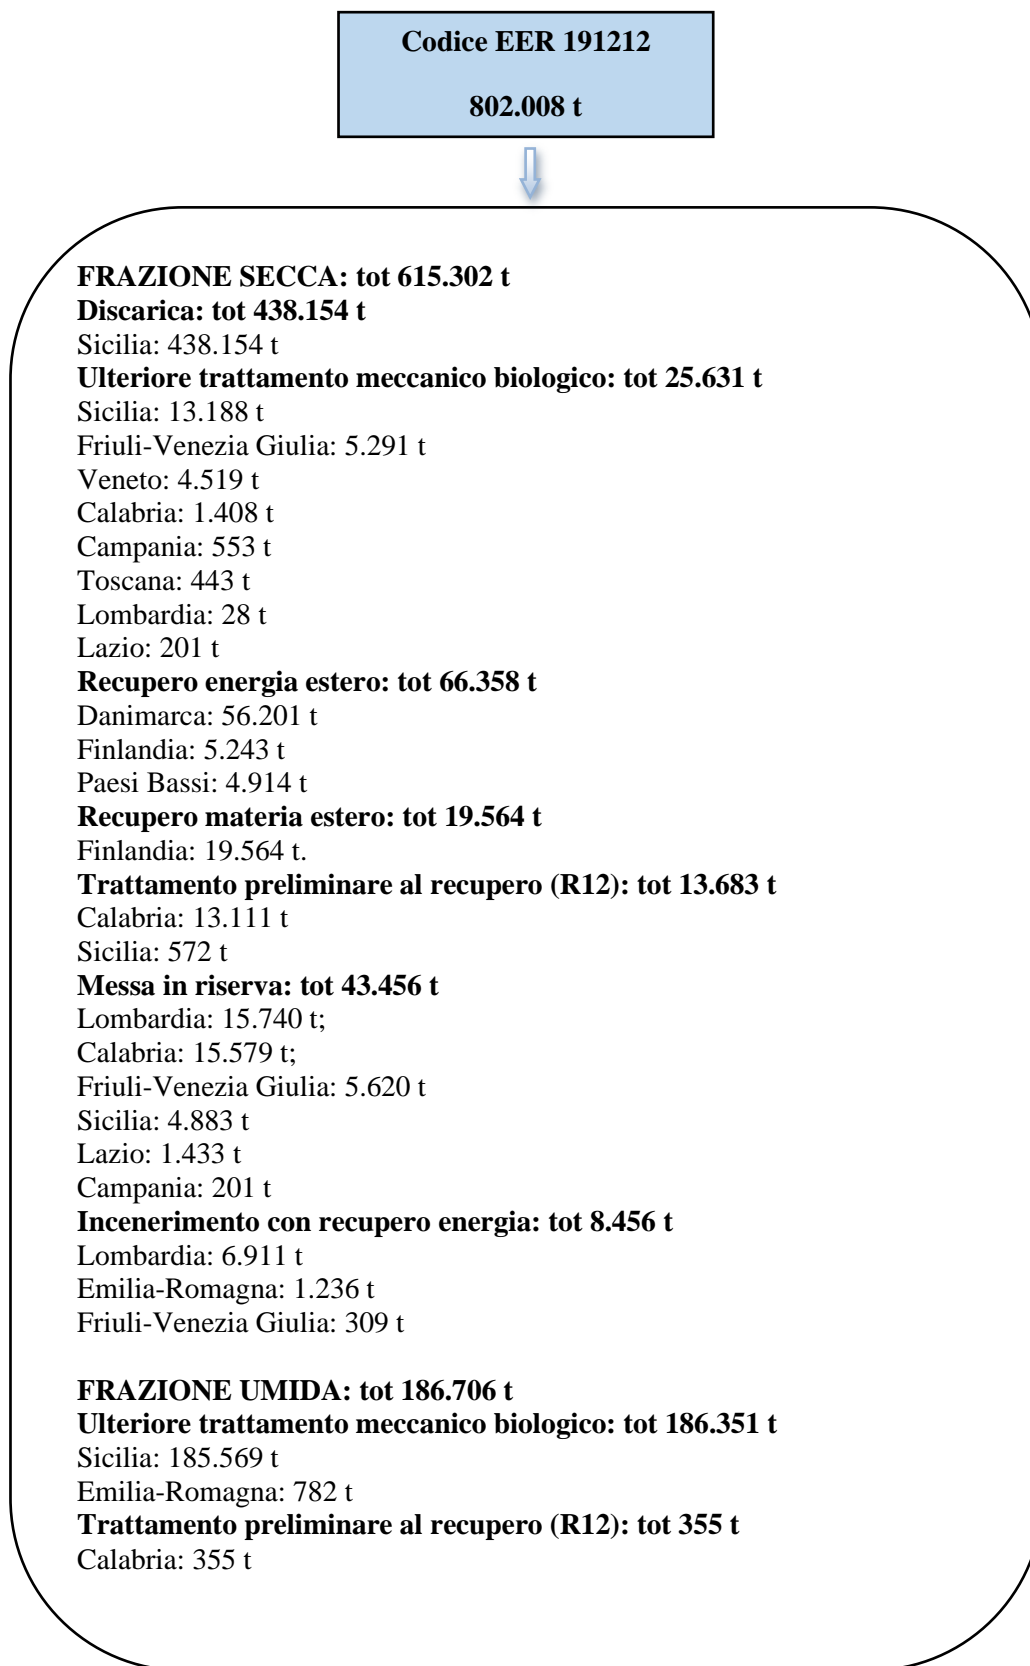 Codice EER 191212
802.008 t
FRAZIONE SECCA: tot 615.302 t
Discarica: tot 438.154 t
Sicilia: 438.154 t
Ulteriore trattamento meccanico biologico: tot 25.631 t
Sicilia: 13.188 t
Friuli-Venezia Giulia: 5.291 t
Veneto: 4.519 t
Calabria: 1.408 t
Campania: 553 t
Toscana: 443 t
Lombardia: 28 t
Lazio: 201 t
Recupero energia estero: tot 66.358 t
Danimarca: 56.201 t
Finlandia: 5.243 t
Paesi Bassi: 4.914 t
Recupero materia estero: tot 19.564 t
Finlandia: 19.564 t.
Trattamento preliminare al recupero (R12): tot 13.683 t
Calabria: 13.111 t
Sicilia: 572 t
Messa in riserva: tot 43.456 t
Lombardia: 15.740 t;
Calabria: 15.579 t;
Friuli-Venezia Giulia: 5.620 t
Sicilia: 4.883 t
Lazio: 1.433 t
Campania: 201 t
Incenerimento con recupero energia: tot 8.456 t
Lombardia: 6.911 t
Emilia-Romagna: 1.236 t
Friuli-Venezia Giulia: 309 t
FRAZIONE UMIDA: tot 186.706 t
Ulteriore trattamento meccanico biologico: tot 186.351 t
Sicilia: 185.569 t
Emilia-Romagna: 782 t
Trattamento preliminare al recupero (R12): tot 355 t
Calabria: 355 t